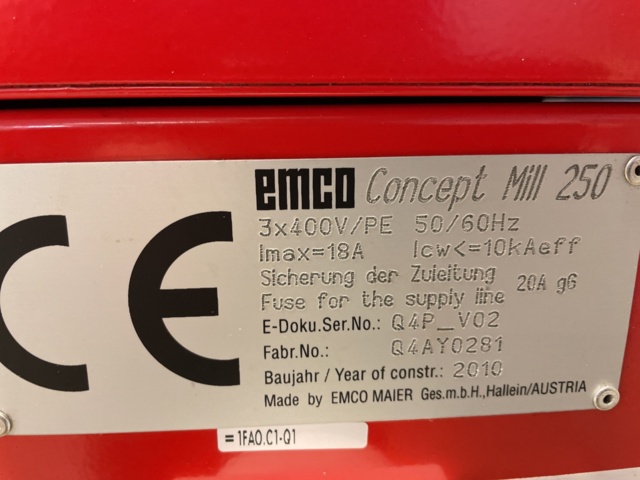 emco Concept Mill 250
3x400V/PE 50/60Hz
Imax=18A Icw<=10kAeff
Sicherung der Zuleitung
Fuse for the supply line
20A gG
E-Doku.Ser.No.: Q4P_V02
Fabr.No.: Q4AY0281
Baujahr / Year of constr.: 2010
Made by EMCO MAIER Ges.m.b.H.,Hallein/AUSTRIA
CE
=1FA0.C1-Q1